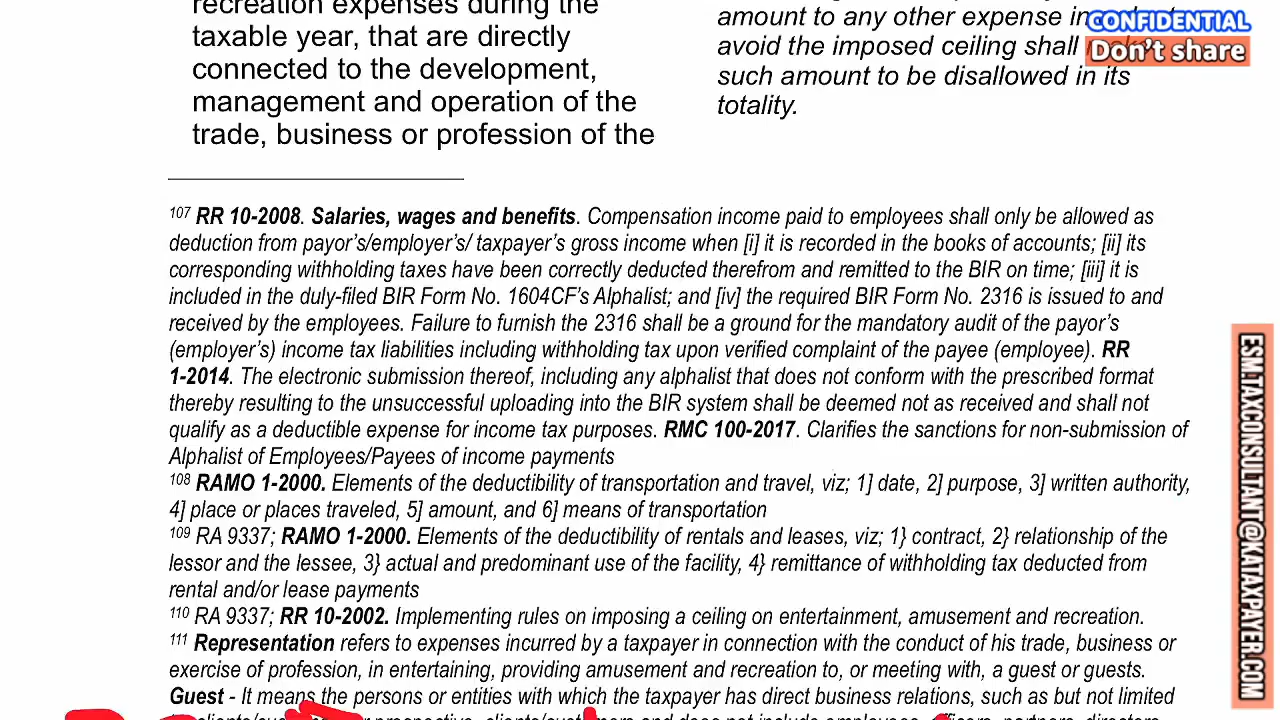 recreation expenses during the
taxable year, that are directly
connected to the development,
management and operation of the
trade, business or profession of the
amount to any other expense in
avoid the imposed ceiling shall
such amount to be disallowed in its
totality.
CONFIDENTIAL
Don't share
107 RR 10-2008. Salaries, wages and benefits. Compensation income paid to employees shall only be allowed as
deduction from payor's/employer's/ taxpayer's gross income when [i] it is recorded in the books of accounts; [ii] its
corresponding withholding taxes have been correctly deducted therefrom and remitted to the BIR on time; [iii] it is
included in the duly-filed BIR Form No. 1604CF's Alphalist; and [iv] the required BIR Form No. 2316 is issued to and
received by the employees. Failure to furnish the 2316 shall be a ground for the mandatory audit of the payor's
(employer's) income tax liabilities including withholding tax upon verified complaint of the payee (employee). RR
1-2014. The electronic submission thereof, including any alphalist that does not conform with the prescribed format
thereby resulting to the unsuccessful uploading into the BIR system shall be deemed not as received and shall not
qualify as a deductible expense for income tax purposes. RMC 100-2017. Clarifies the sanctions for non-submission of
Alphalist of Employees/Payees of income payments
108 RAMO 1-2000. Elements of the deductibility of transportation and travel, viz; 1] date, 2] purpose, 3] written authority,
4] place or places traveled, 5] amount, and 6] means of transportation
109 RA 9337; RAMO 1-2000. Elements of the deductibility of rentals and leases, viz; 1} contract, 2} relationship of the
lessor and the lessee, 3} actual and predominant use of the facility, 4} remittance of withholding tax deducted from
rental and/or lease payments
110 RA 9337; RR 10-2002. Implementing rules on imposing a ceiling on entertainment, amusement and recreation.
111 Representation refers to expenses incurred by a taxpayer in connection with the conduct of his trade, business or
exercise of profession, in entertaining, providing amusement and recreation to, or meeting with, a guest or guests.
Guest - It means the persons or entities with which the taxpayer has direct business relations, such as but not limited
ESM.TAXCONSULTANT@KATAXPAYER.COM